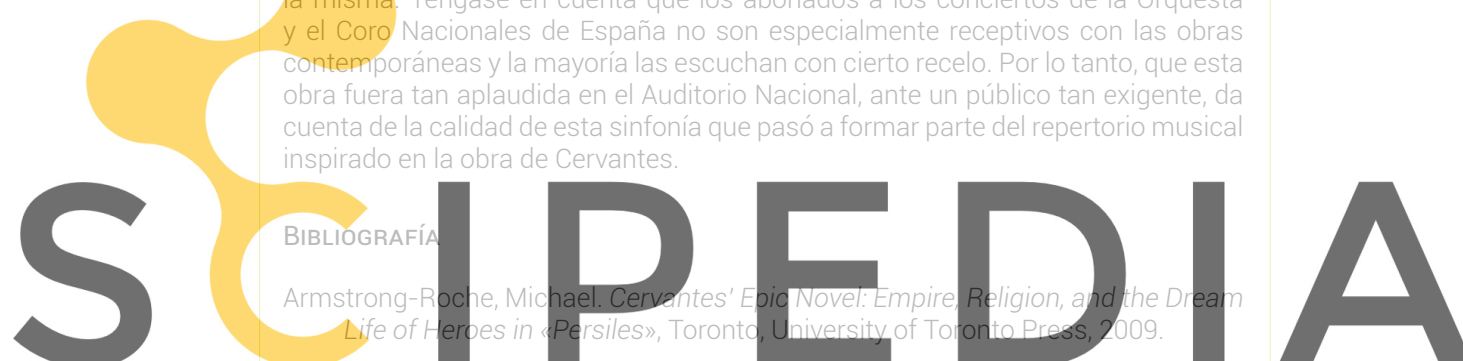 la misma. Téngase en cuenta que los abonados a los conciertos de la Orquesta
y el Coro Nacionales de España no son especialmente receptivos con las obras
contemporáneas y la mayoría las escuchan con cierto recelo. Por lo tanto, que esta
obra fuera tan aplaudida en el Auditorio Nacional, ante un público tan exigente, da
cuenta de la calidad de esta sinfonía que pasó a formar parte del repertorio musical
inspirado en la obra de Cervantes.
SCIPEDIA
Bibliografía
Armstrong-Roche, Michael. Cervantes’ Epic Novel: Empire, Religion, and the Dream
Life of Heroes in «Persiles», Toronto, University of Toronto Press, 2009.